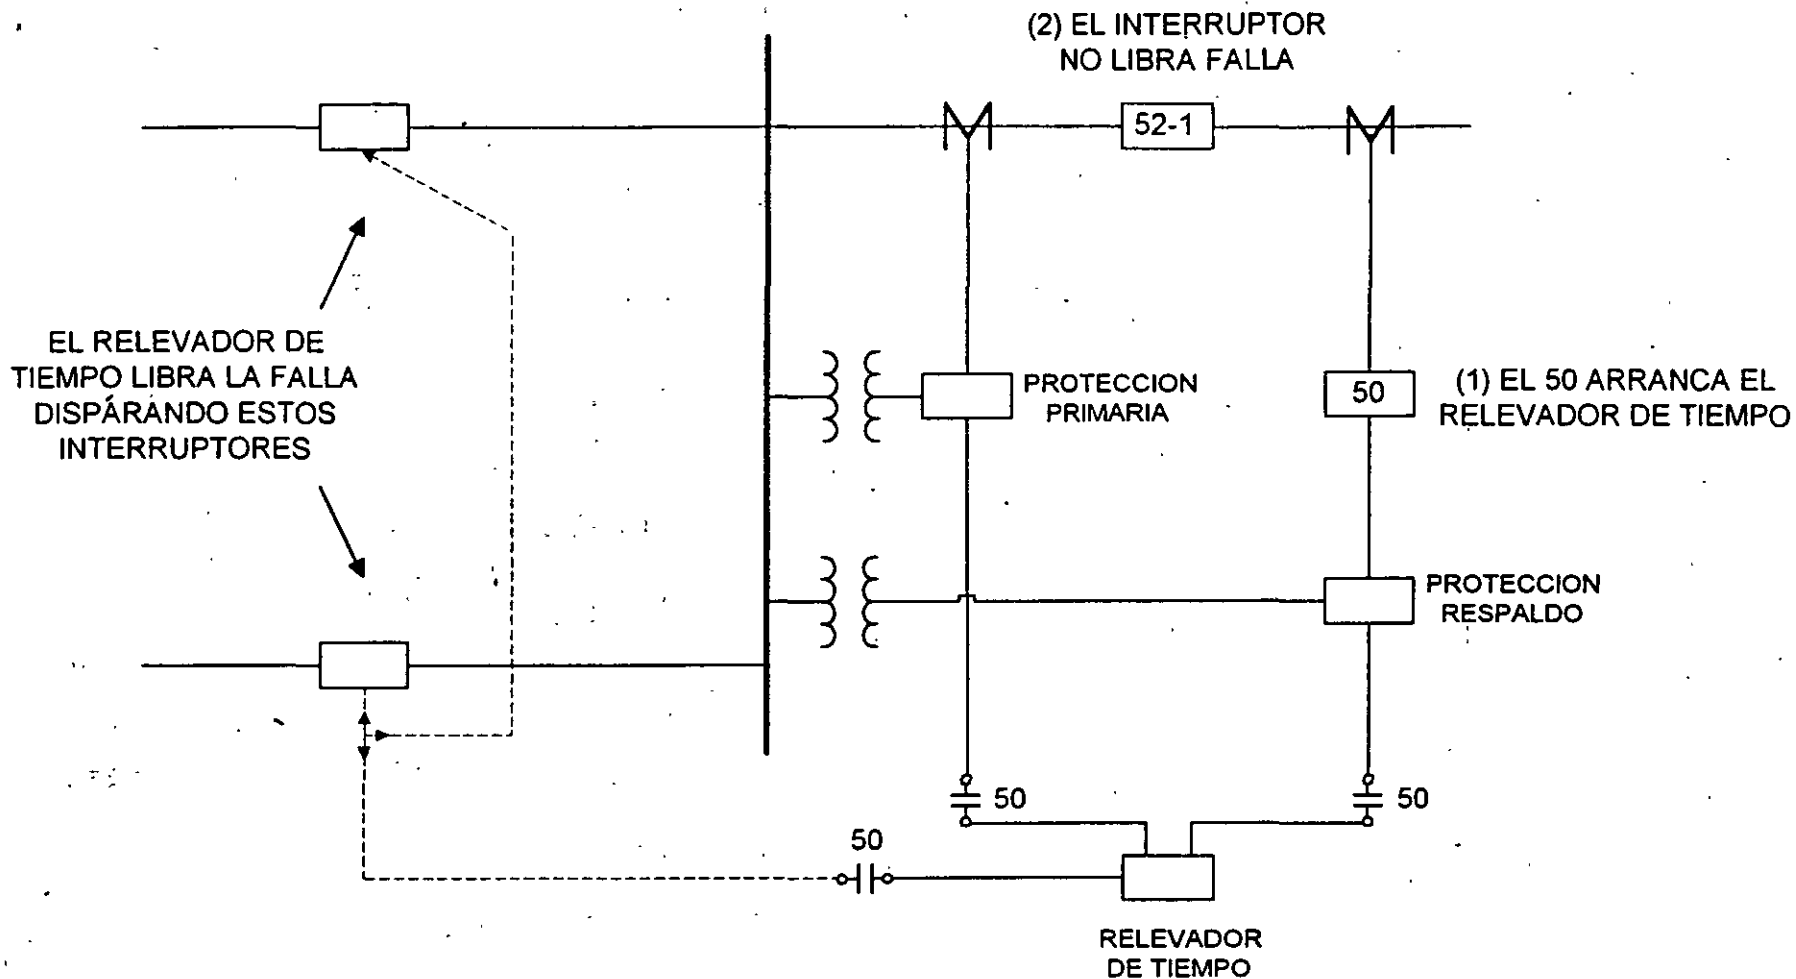 (2) EL INTERRUPTOR
NO LIBRA FALLA
52-1
EL RELEVADOR DE
TIEMPO LIBRA LA FALLA
DISPÁRANDO ESTOS
INTERRUPTORES
PROTECCION
PRIMARIA
50
(1) EL 50 ARRANCA EL
RELEVADOR DE TIEMPO
PROTECCION
RESPALDO
50
50
50
RELEVADOR
DE TIEMPO